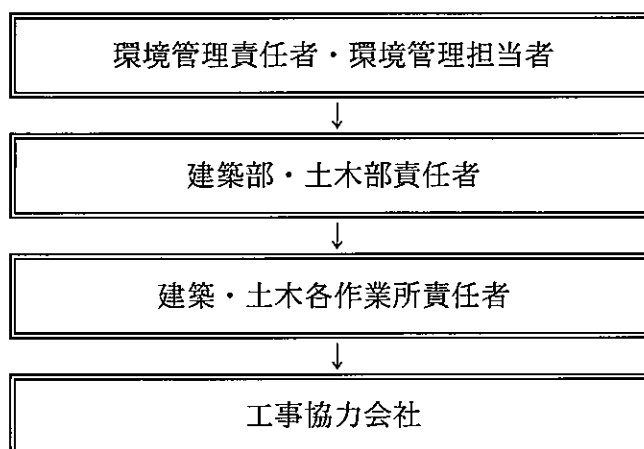 環境管理責任者・環境管理担当者
↓
建築部・土木部責任者
↓
建築・土木各作業所責任者
↓
工事協力会社